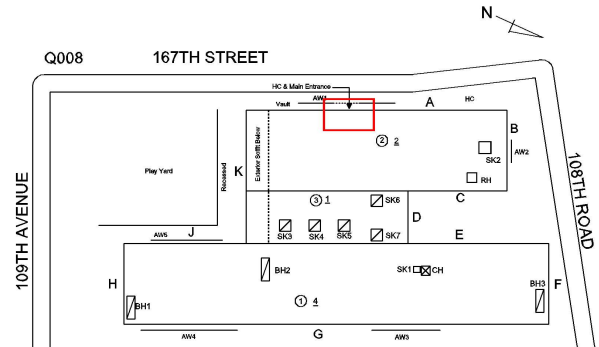 N
Q008
167TH STREET
HC & Main Entrance
Vault
AW1
A
HC
B
2
2
SK2
AW2
Exterior Soffit Below
Recessed
Play Yard
K
RH
C
3
1
SK6
D
108TH ROAD
109TH AVENUE
J
AW5
SK3
SK4
SK5
SK7
E
H
BH2
SK1
CH
F
BH1
BH3
1
4
AW4
G
AW3